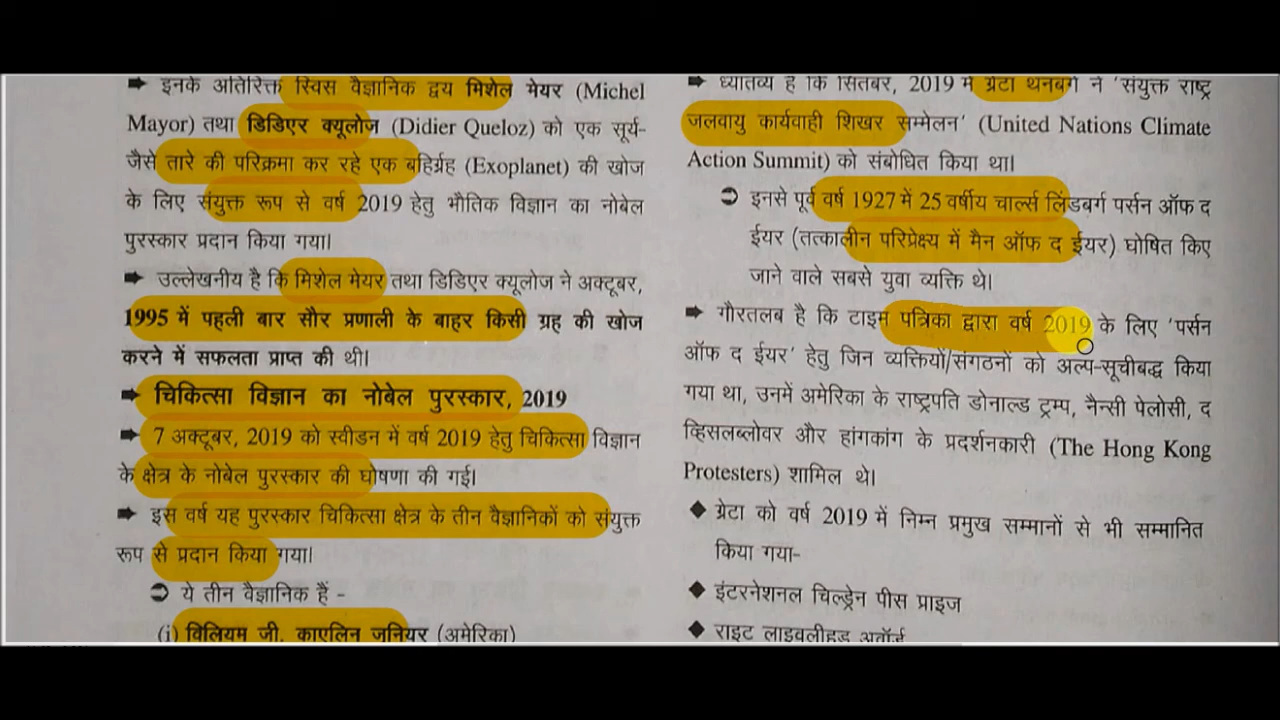 ➡ इनके अतिरिक्त स्विस वैज्ञानिक द्वय मिशेल मेयर (Michel
Mayor) तथा डिडिएर क्यूलोज (Didier Queloz) को एक सूर्य-
जैसे तारे की परिक्रमा कर रहे एक बहिर्ग्रह (Exoplanet) की खोज
के लिए संयुक्त रूप से वर्ष 2019 हेतु भौतिक विज्ञान का नोबेल
पुरस्कार प्रदान किया गया।
➡ उल्लेखनीय है कि मिशेल मेयर तथा डिडिएर क्यूलोज ने अक्टूबर,
1995 में पहली बार सौर प्रणाली के बाहर किसी ग्रह की खोज
करने में सफलता प्राप्त की थी।
➡ चिकित्सा विज्ञान का नोबेल पुरस्कार, 2019
➡ 7 अक्टूबर, 2019 को स्वीडन में वर्ष 2019 हेतु चिकित्सा विज्ञान
के क्षेत्र के नोबेल पुरस्कार की घोषणा की गई।
➡ इस वर्ष यह पुरस्कार चिकित्सा क्षेत्र के तीन वैज्ञानिकों को संयुक्त
रूप से प्रदान किया गया।
➲ ये तीन वैज्ञानिक हैं -
(i) विलियम जी. काएलिन जूनियर (अमेरिका)
➡ ध्यातव्य है कि सितंबर, 2019 में ग्रेटा थनबर्ग ने 'संयुक्त राष्ट्र
जलवायु कार्यवाही शिखर सम्मेलन' (United Nations Climate
Action Summit) को संबोधित किया था।
➲ इनसे पूर्व वर्ष 1927 में 25 वर्षीय चार्ल्स लिंडबर्ग पर्सन ऑफ द
ईयर (तत्कालीन परिप्रेक्ष्य में मैन ऑफ द ईयर) घोषित किए
जाने वाले सबसे युवा व्यक्ति थे।
➡ गौरतलब है कि टाइम पत्रिका द्वारा वर्ष 2019 के लिए 'पर्सन
ऑफ द ईयर' हेतु जिन व्यक्तियों/संगठनों को अल्प-सूचीबद्ध किया
गया था, उनमें अमेरिका के राष्ट्रपति डोनाल्ड ट्रम्प, नैन्सी पेलोसी, द
व्हिसलब्लोवर और हांगकांग के प्रदर्शनकारी (The Hong Kong
Protesters) शामिल थे।
◆ ग्रेटा को वर्ष 2019 में निम्न प्रमुख सम्मानों से भी सम्मानित
किया गया-
◆ इंटरनेशनल चिल्ड्रेन पीस प्राइज
◆ राइट लाइवलीहुड अवॉर्ड